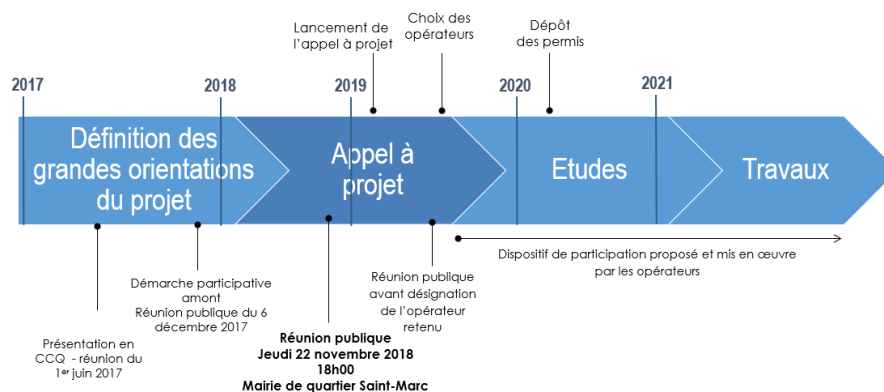 Lancement de
l'appel à projet
Choix des
opérateurs
Dépôt
des permis
2017
2018
2019
2020
2021
Définition des
grandes orientations
du projet
Appel à
projet
Etudes
Travaux
Dispositif de participation proposé et mis en œuvre
par les opérateurs
Démarche participative
amont
Réunion publique du 6
décembre 2017
Réunion publique
avant désignation
de l'opérateur
retenu
Présentation en
CCQ - réunion du
1er juin 2017
Réunion publique
Jeudi 22 novembre 2018
18h00
Mairie de quartier Saint-Marc